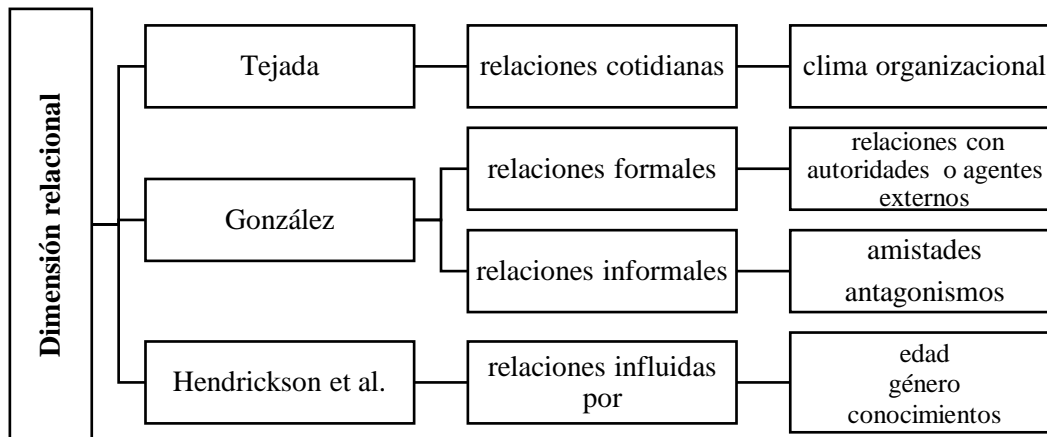 Dimensión relacional
Tejada
relaciones cotidianas
clima organizacional
González
relaciones formales
relaciones con
autoridades o agentes
externos
relaciones informales
amistades
antagonismos
Hendrickson et al.
relaciones influidas
por
edad
género
conocimientos